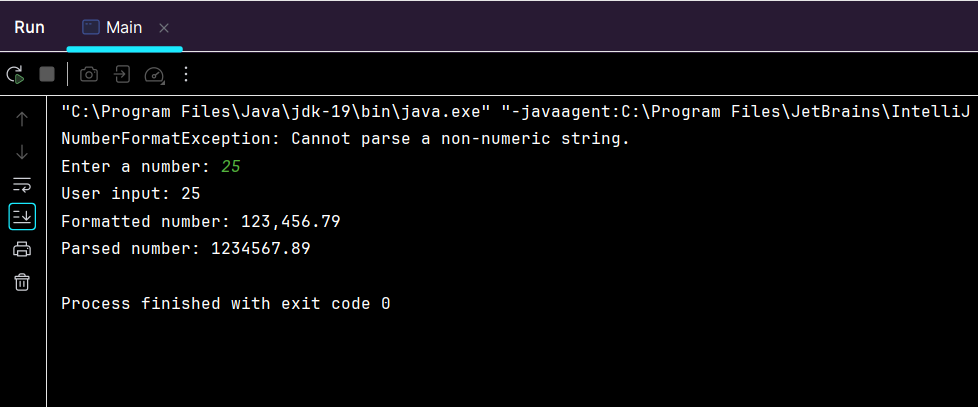 Run Main
"C:\Program Files\Java\jdk-19\bin\java.exe" "-javaagent:C:\Program Files\JetBrains\IntelliJ
NumberFormatException: Cannot parse a non-numeric string.
Enter a number: 25
User input: 25
Formatted number: 123,456.79
Parsed number: 1234567.89
Process finished with exit code 0